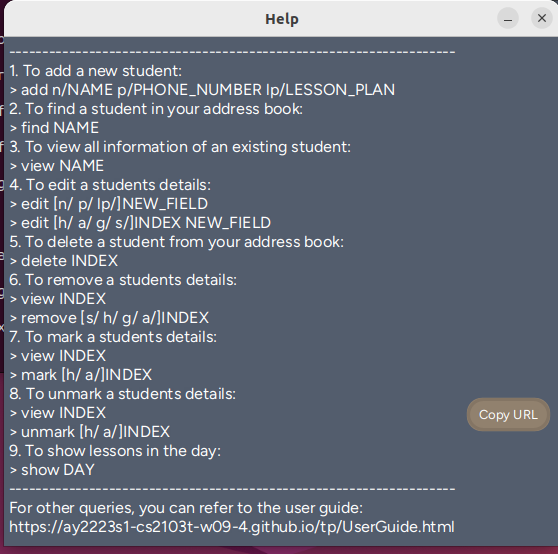 Help
--------------------------------------------------------------------
1. To add a new student:
> add n/NAME p/PHONE_NUMBER lp/LESSON_PLAN
2. To find a student in your address book:
> find NAME
3. To view all information of an existing student:
> view NAME
4. To edit a students details:
> edit [n/ p/ lp/]NEW_FIELD
> edit [h/ a/ g/ s/]INDEX NEW_FIELD
5. To delete a student from your address book:
> delete INDEX
6. To remove a students details:
> view INDEX
> remove [s/ h/ g/ a/]INDEX
7. To mark a students details:
> view INDEX
> mark [h/ a/]INDEX
8. To unmark a students details:
> view INDEX
Copy URL
> unmark [h/ a/]INDEX
9. To show lessons in the day:
> show DAY
--------------------------------------------------------------------
For other queries, you can refer to the user guide:
https://ay2223s1-cs2103t-w09-4.github.io/tp/UserGuide.html